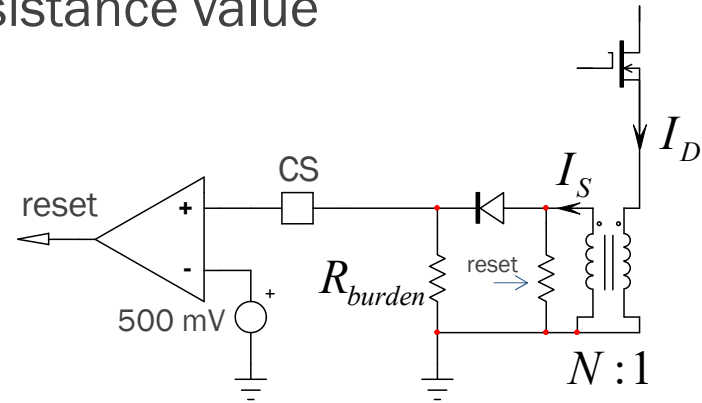 sistance value
I_D
CS
I_S
reset
+
reset
R_burden
-
+
500 mV
N : 1